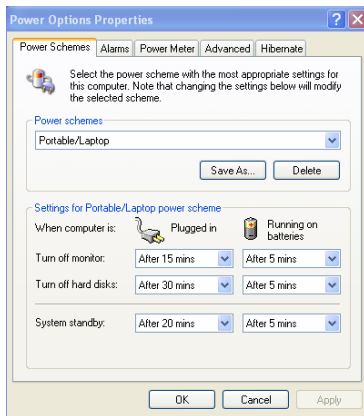 Power Options Properties
Power Schemes Alarms Power Meter Advanced Hibernate
Select the power scheme with the most appropriate settings for
this computer. Note that changing the settings below will modify
the selected scheme.
Power schemes
Portable/Laptop
Save As... Delete
Settings for Portable/Laptop power scheme
When computer is: Plugged in Running on
batteries
Turn off monitor: After 15 mins After 5 mins
Turn off hard disks: After 30 mins After 5 mins
System standby: After 20 mins After 5 mins
OK Cancel Apply